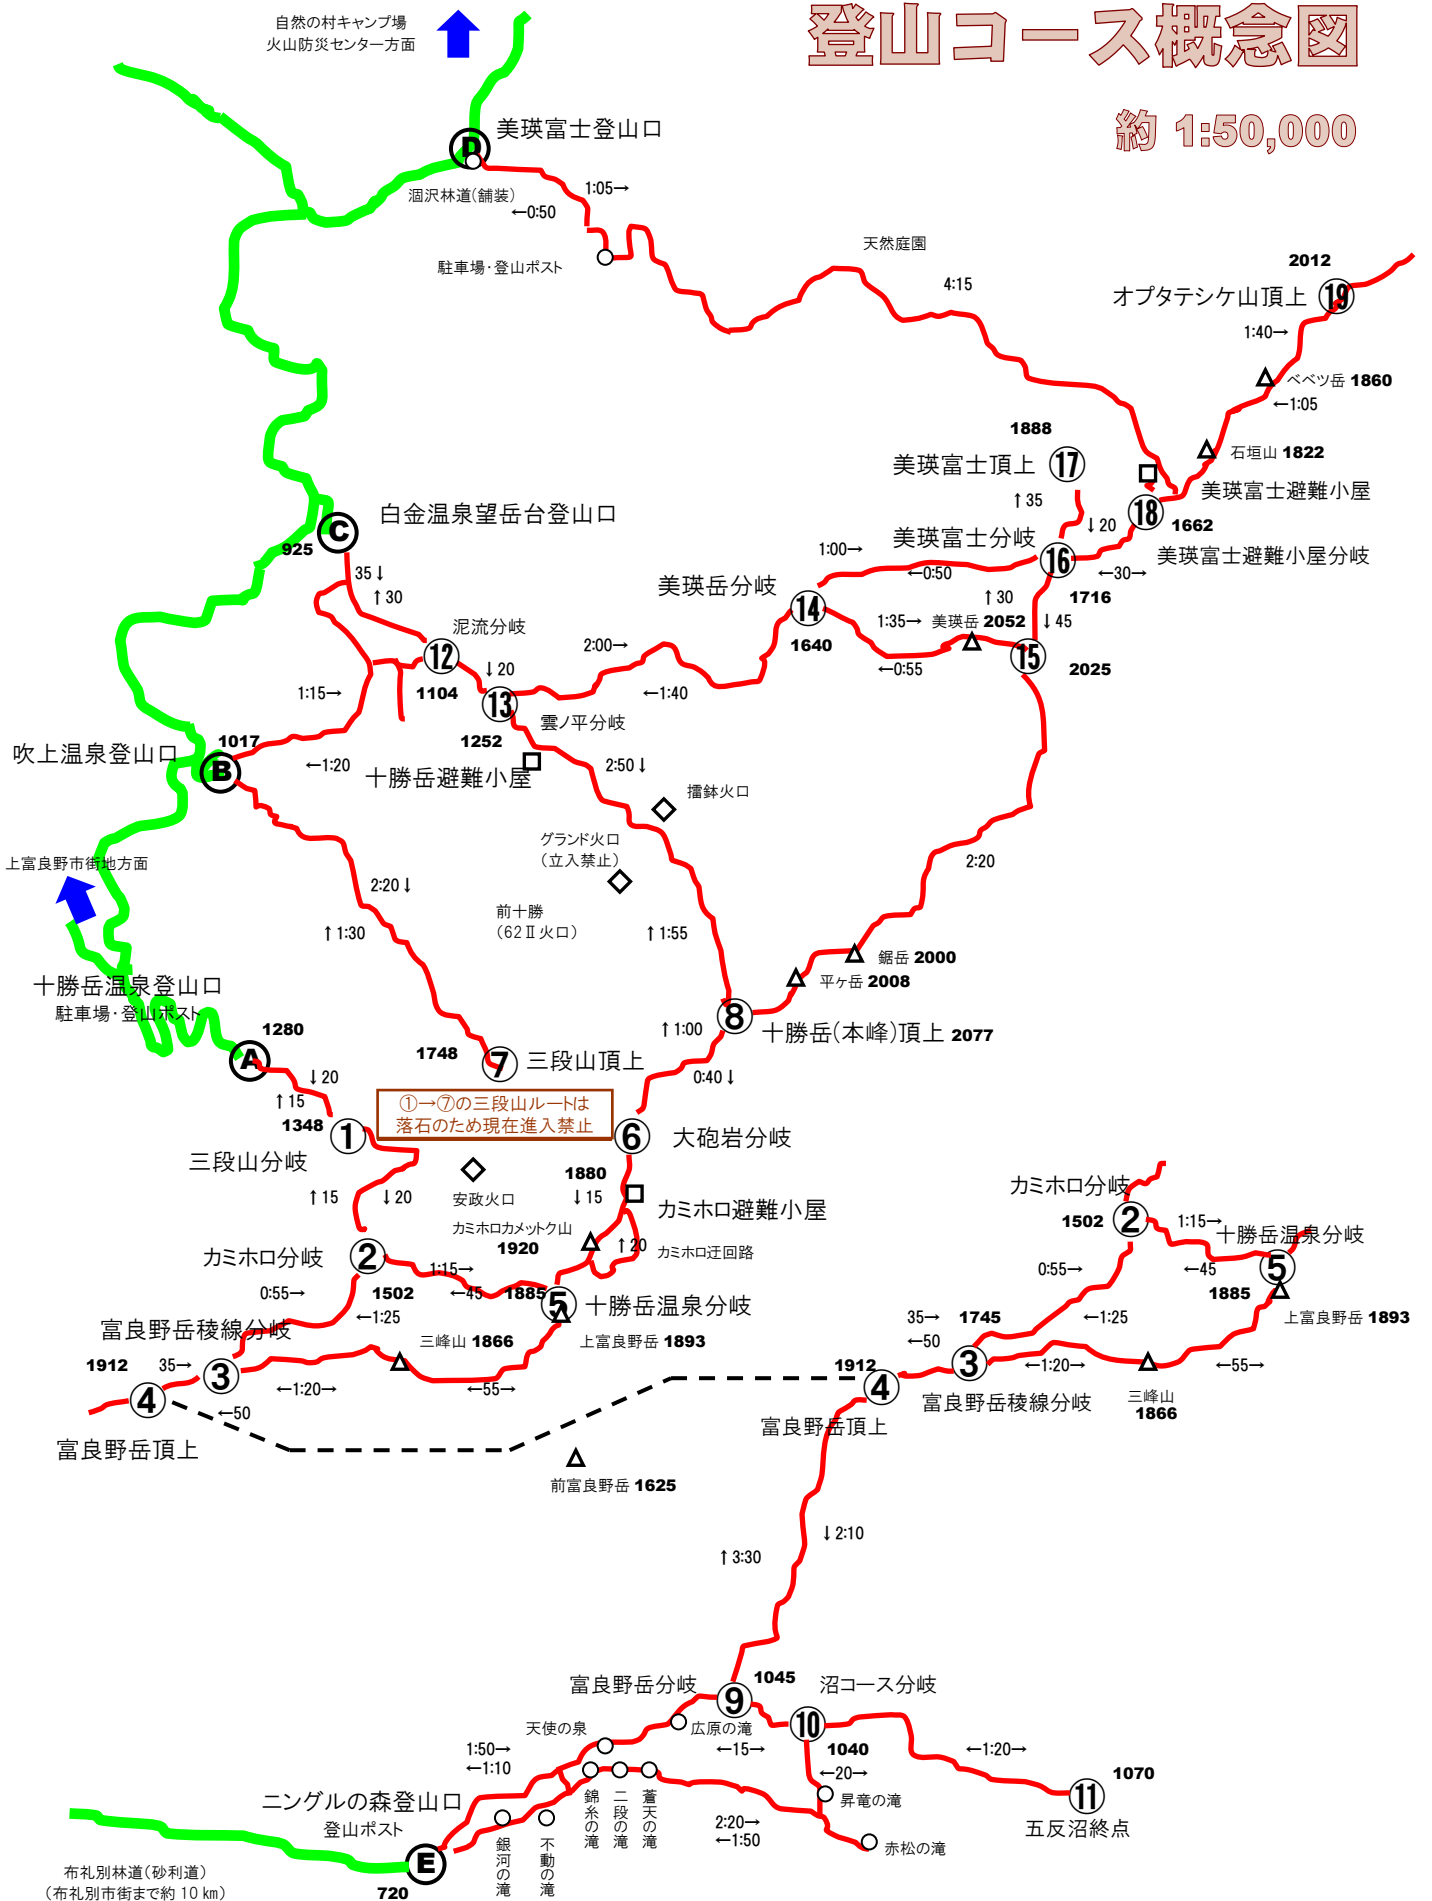 登山コース概念図
約 1:50,000
自然の村キャンプ場
火山防災センター方面
D
美瑛富士登山口
涸沢林道(舗装)
1:05→
←0:50
駐車場・登山ポスト
天然庭園
4:15
2012
オプタテシケ山頂上
19
1:40→
ベベツ岳 1860
←1:05
石垣山 1822
1888
美瑛富士頂上
17
↑35
↓20
美瑛富士避難小屋
18
1662
美瑛富士避難小屋分岐
美瑛富士分岐
16
←30→
1716
C
白金温泉望岳台登山口
925
35↓
↑30
1:00→
←0:50
美瑛岳分岐
14
1640
↑30
↓45
1:35→
美瑛岳 2052
←0:55
15
2025
泥流分岐
12
1104
↓20
2:00→
←1:40
13
雲ノ平分岐
1252
1:15→
←1:20
吹上温泉登山口
1017
B
十勝岳避難小屋
2:50↓
擂鉢火口
グランド火口
(立入禁止)
前十勝
(62Ⅱ火口)
↑1:55
2:20
上富良野市街地方面
2:20↓
↑1:30
鋸岳 2000
平ヶ岳 2008
十勝岳温泉登山口
駐車場・登山ポスト
1280
A
↓20
↑15
8
十勝岳(本峰)頂上 2077
↑1:00
0:40↓
1748
7
三段山頂上
①→⑦の三段山ルートは
落石のため現在進入禁止
1348
1
三段山分岐
6
大砲岩分岐
1880
↑15
↓20
安政火口
↓15
カミホロ避難小屋
カミホロカメットク山
1920
↑20
カミホロ迂回路
カミホロ分岐
2
1502
1:15→
←45
1885
5
十勝岳温泉分岐
上富良野岳 1893
0:55→
←1:25
富良野岳稜線分岐
三峰山 1866
1912
35→
3
←1:20→
←55→
4
←50
富良野岳頂上
前富良野岳 1625
カミホロ分岐
1502
2
1:15→
十勝岳温泉分岐
←45
5
1885
上富良野岳 1893
0:55→
←1:25
35→
←50
1745
3
←1:20→
←55→
1912
4
富良野岳稜線分岐
三峰山
1866
富良野岳頂上
↓2:10
↑3:30
富良野岳分岐
1045
9
沼コース分岐
10
1040
天使の泉
広原の滝
←15→
←20→
←1:20→
1070
11
五反沼終点
1:50→
←1:10
ニングルの森登山口
登山ポスト
E
720
銀河の滝
不動の滝
錦糸の滝
二段の滝
蒼天の滝
2:20→
←1:50
昇竜の滝
赤松の滝
布礼別林道(砂利道)
(布礼別市街まで約 10 km)